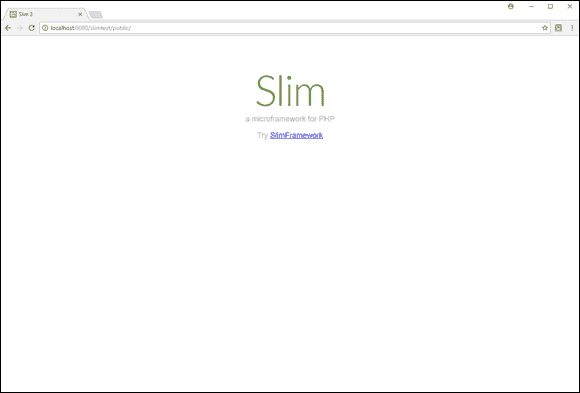 Slim 3
localhost:8080/slimtest/public/
Slim
a microframework for PHP
Try SlimFramework